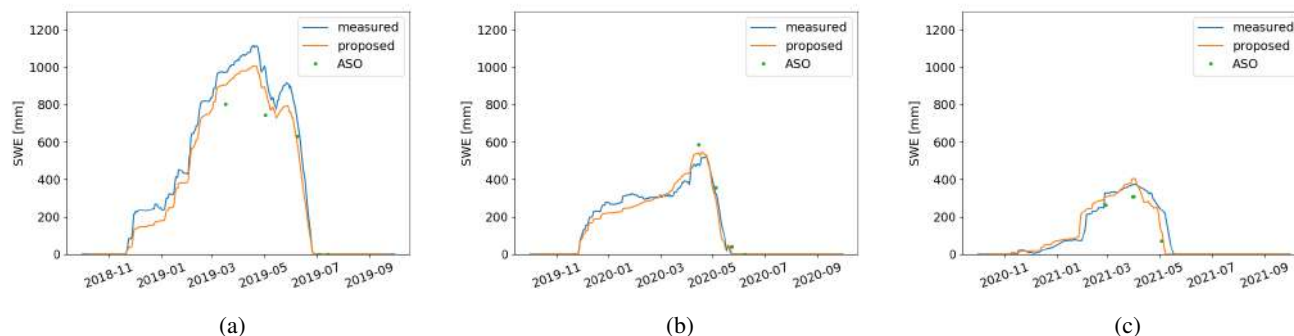 1200
1000
800
600
400
200
0
SWE [mm]
measured
proposed
ASO
2018-11
2019-01
2019-03
2019-05
2019-07
2019-09
(a)
1200
1000
800
600
400
200
0
SWE [mm]
measured
proposed
ASO
2019-11
2020-01
2020-03
2020-05
2020-07
2020-09
(b)
1200
1000
800
600
400
200
0
SWE [mm]
measured
proposed
ASO
2020-11
2021-01
2021-03
2021-05
2021-07
2021-09
(c)